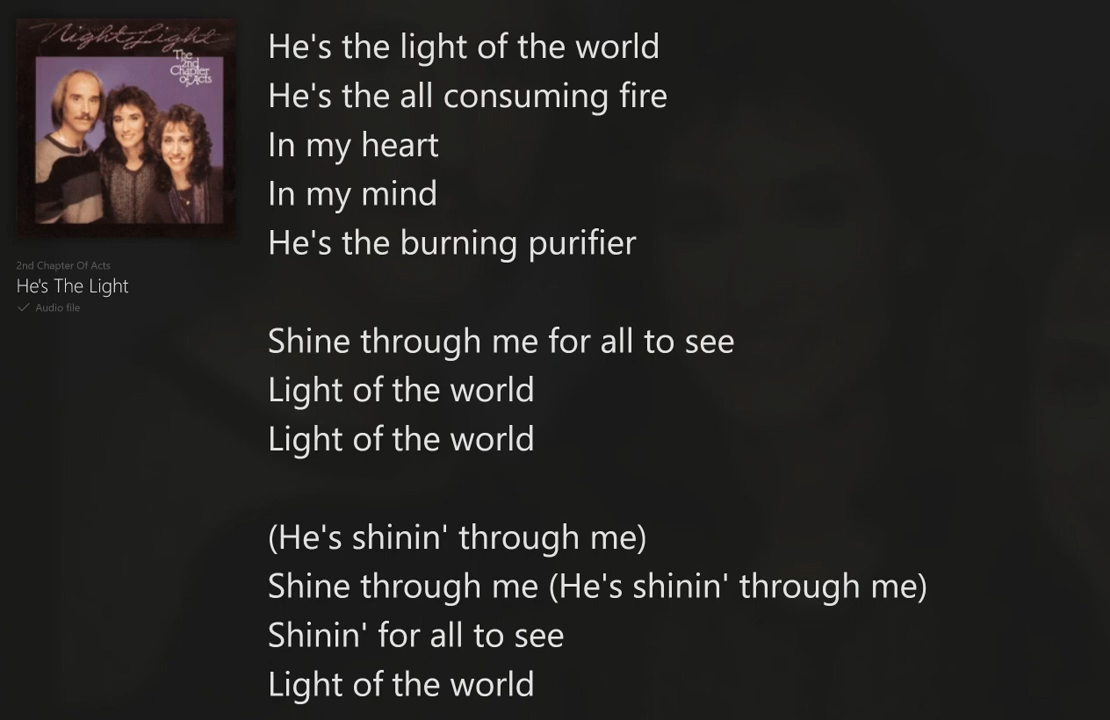 Night Light
The
2nd
Chapter
of Acts
2nd Chapter Of Acts
He's The Light
Audio file
He's the light of the world
He's the all consuming fire
In my heart
In my mind
He's the burning purifier
Shine through me for all to see
Light of the world
Light of the world
(He's shinin' through me)
Shine through me (He's shinin' through me)
Shinin' for all to see
Light of the world